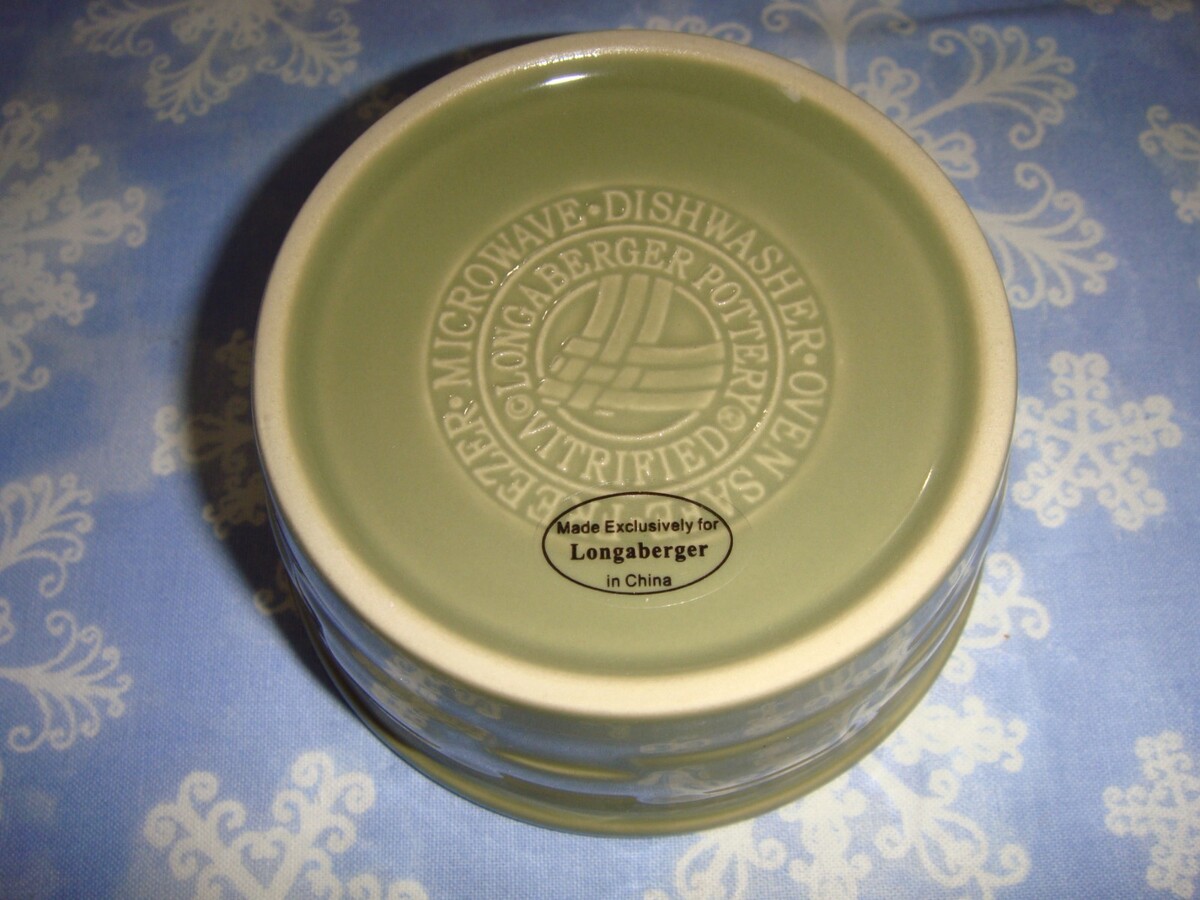 MICROWAVE • DISHWASHER • OVEN SAFE • FREEZER •
© LONGABERGER POTTERY ®
VITRIFIED
Made Exclusively for
Longaberger
in China